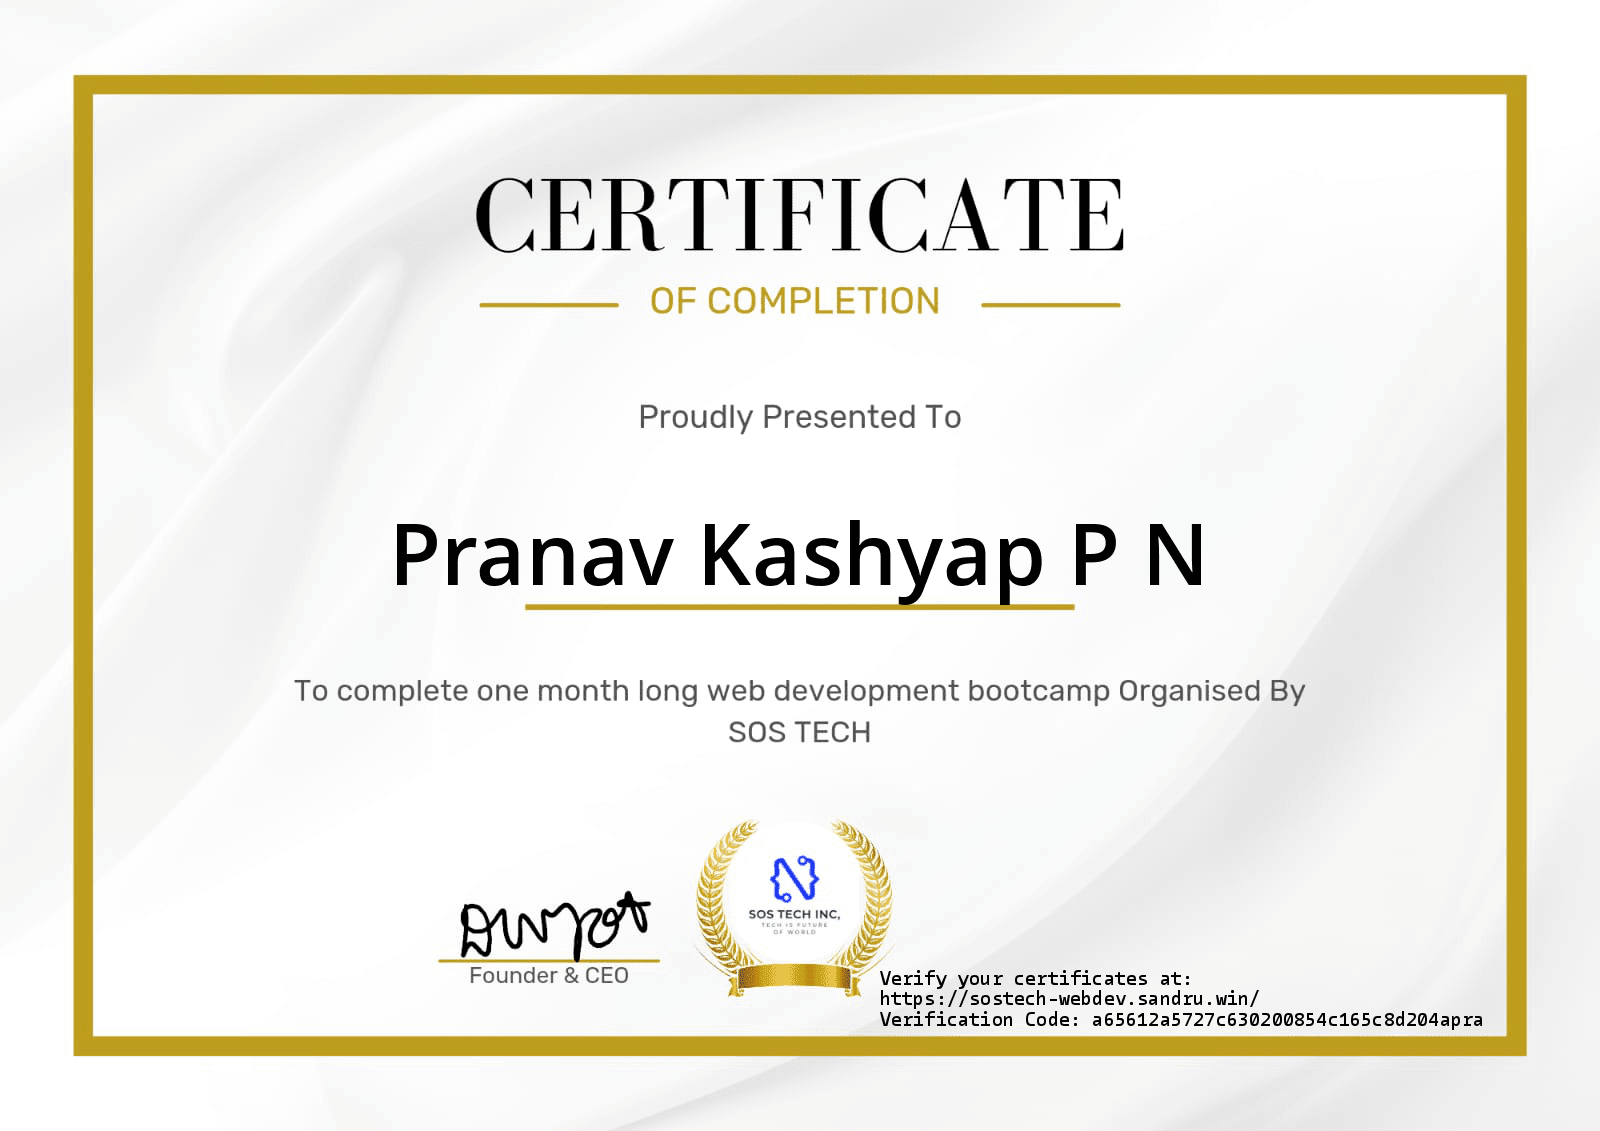 CERTIFICATE
OF COMPLETION
Proudly Presented To
Pranav Kashyap P N
To complete one month long web development bootcamp Organised By
SOS TECH
Founder & CEO
SOS TECH INC,
TECH IS FUTURE
OF WORLD
Verify your certificates at:
https://sostech-webdev.sandru.win/
Verification Code: a65612a5727c630200854c165c8d204apra